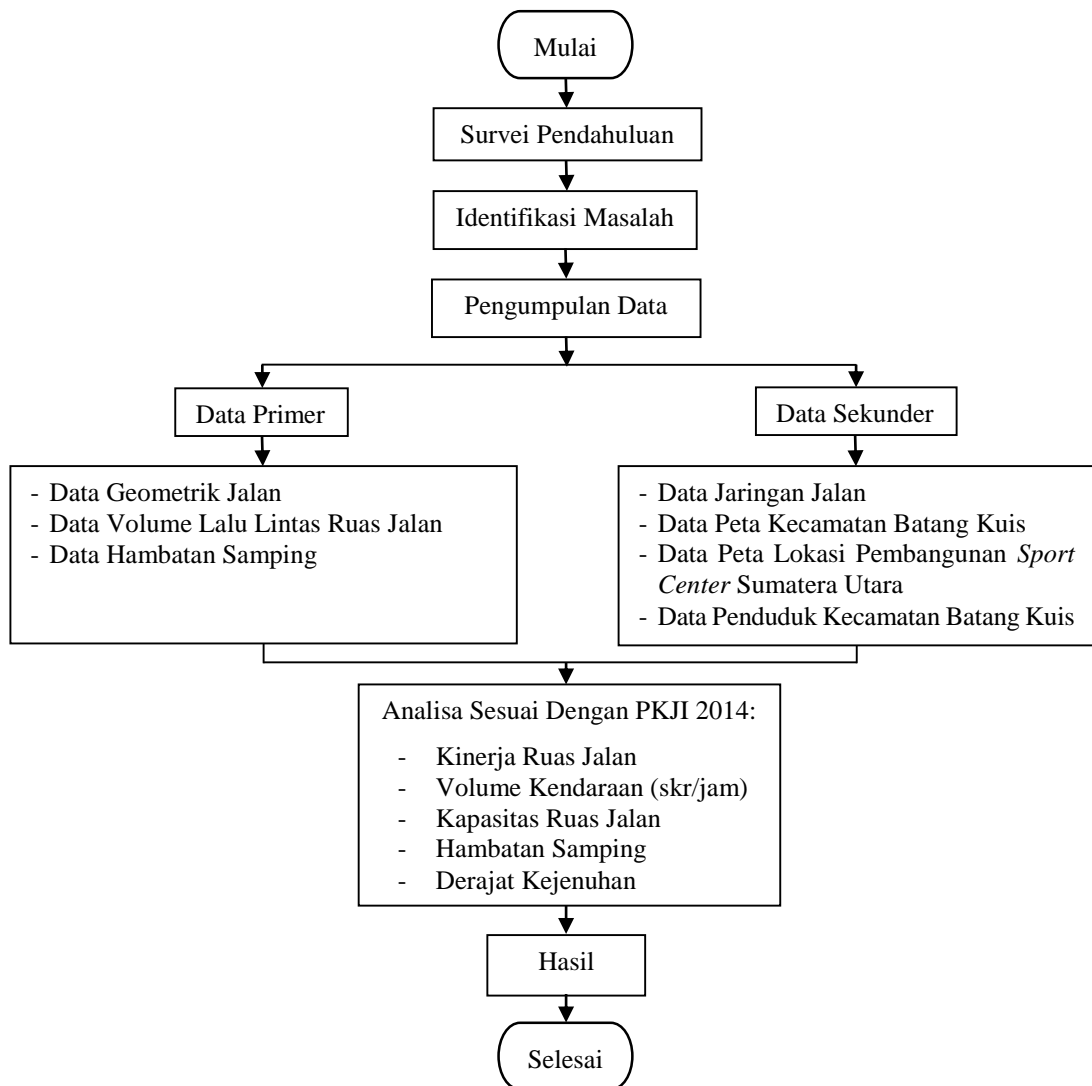 Mulai
Survei Pendahuluan
Identifikasi Masalah
Pengumpulan Data
Data Primer
Data Sekunder
- Data Geometrik Jalan
- Data Volume Lalu Lintas Ruas Jalan
- Data Hambatan Samping
- Data Jaringan Jalan
- Data Peta Kecamatan Batang Kuis
- Data Peta Lokasi Pembangunan Sport
Center Sumatera Utara
- Data Penduduk Kecamatan Batang Kuis
Analisa Sesuai Dengan PKJI 2014:
- Kinerja Ruas Jalan
- Volume Kendaraan (skr/jam)
- Kapasitas Ruas Jalan
- Hambatan Samping
- Derajat Kejenuhan
Hasil
Selesai